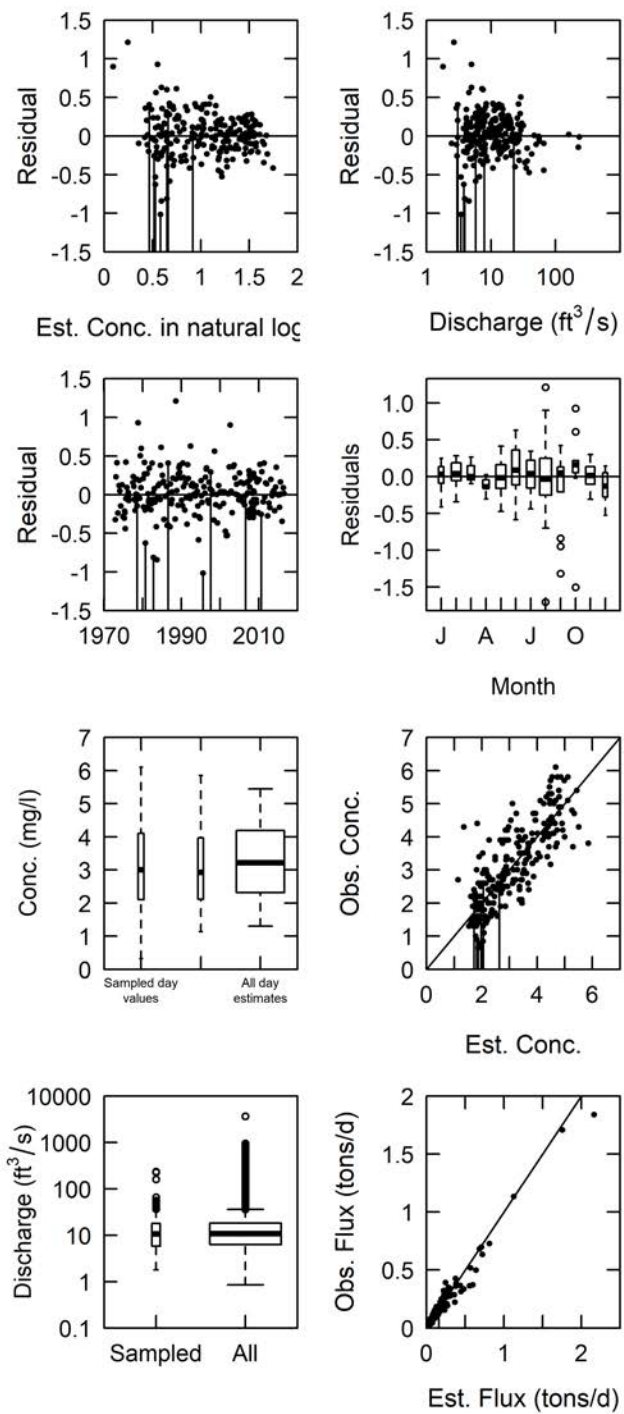 1.5
1
0.5
0
-0.5
-1
-1.5
Residual
0 0.5 1 1.5 2
Est. Conc. in natural log
1.5
1
0.5
0
-0.5
-1
-1.5
Residual
1 10 100
Discharge (ft³/s)
1.5
1
0.5
0
-0.5
-1
-1.5
Residual
1970 1990 2010
1.0
0.5
0.0
-0.5
-1.0
-1.5
Residuals
J A J O
Month
7
6
5
4
3
2
1
0
Conc. (mg/l)
Sampled day
values
All day
estimates
7
6
5
4
3
2
1
0
Obs. Conc.
0 2 4 6
Est. Conc.
10000
1000
100
10
1
0.1
Discharge (ft³/s)
Sampled All
2
1.5
1
0.5
0
Obs. Flux (tons/d)
0 1 2
Est. Flux (tons/d)